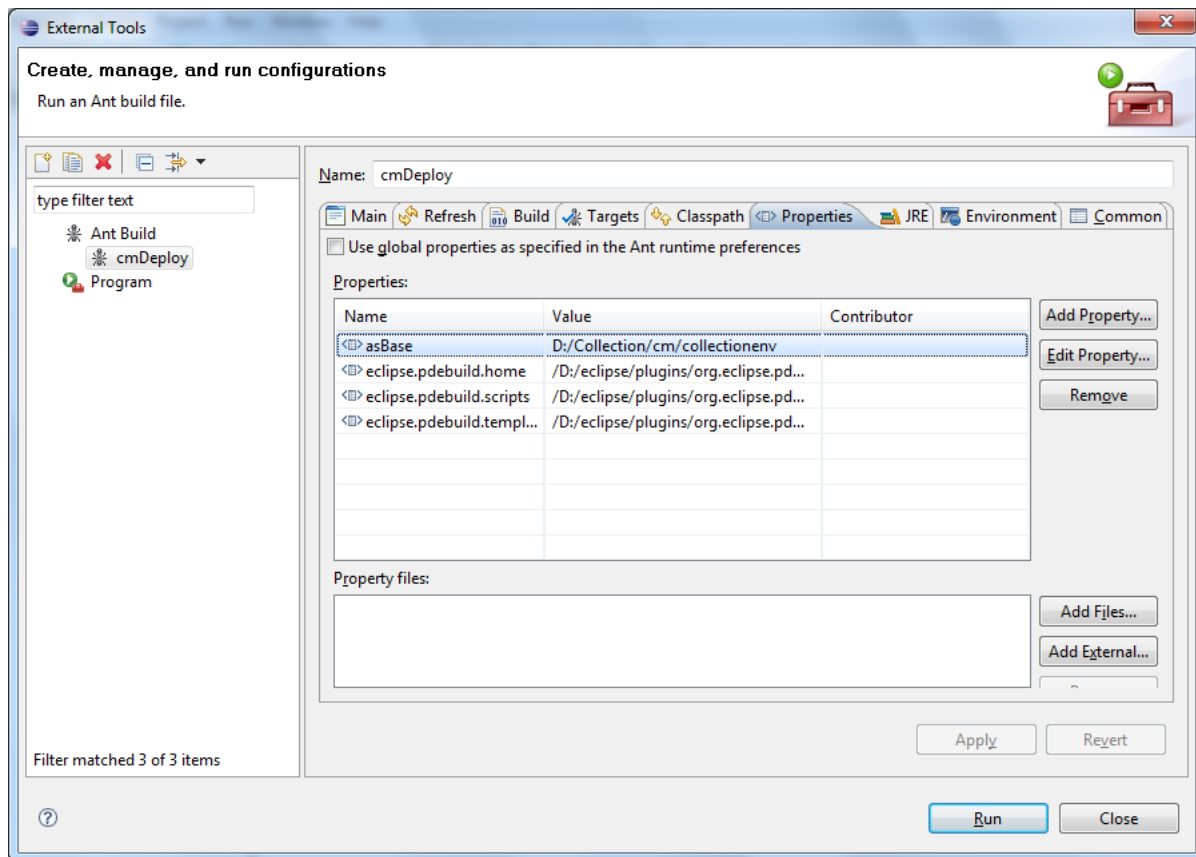 External Tools
Create, manage, and run configurations
Run an Ant build file.
type filter text
Ant Build
cmDeploy
Program
Filter matched 3 of 3 items
Name: cmDeploy
Main Refresh Build Targets Classpath Properties JRE Environment Common
Use global properties as specified in the Ant runtime preferences
Properties:
Name Value Contributor
asBase D:/Collection/cm/collectionenv
eclipse.pdebuild.home /D:/eclipse/plugins/org.eclipse.pd...
eclipse.pdebuild.scripts /D:/eclipse/plugins/org.eclipse.pd...
eclipse.pdebuild.templ... /D:/eclipse/plugins/org.eclipse.pd...
Add Property...
Edit Property...
Remove
Property files:
Add Files...
Add External...
Apply Revert
Run Close